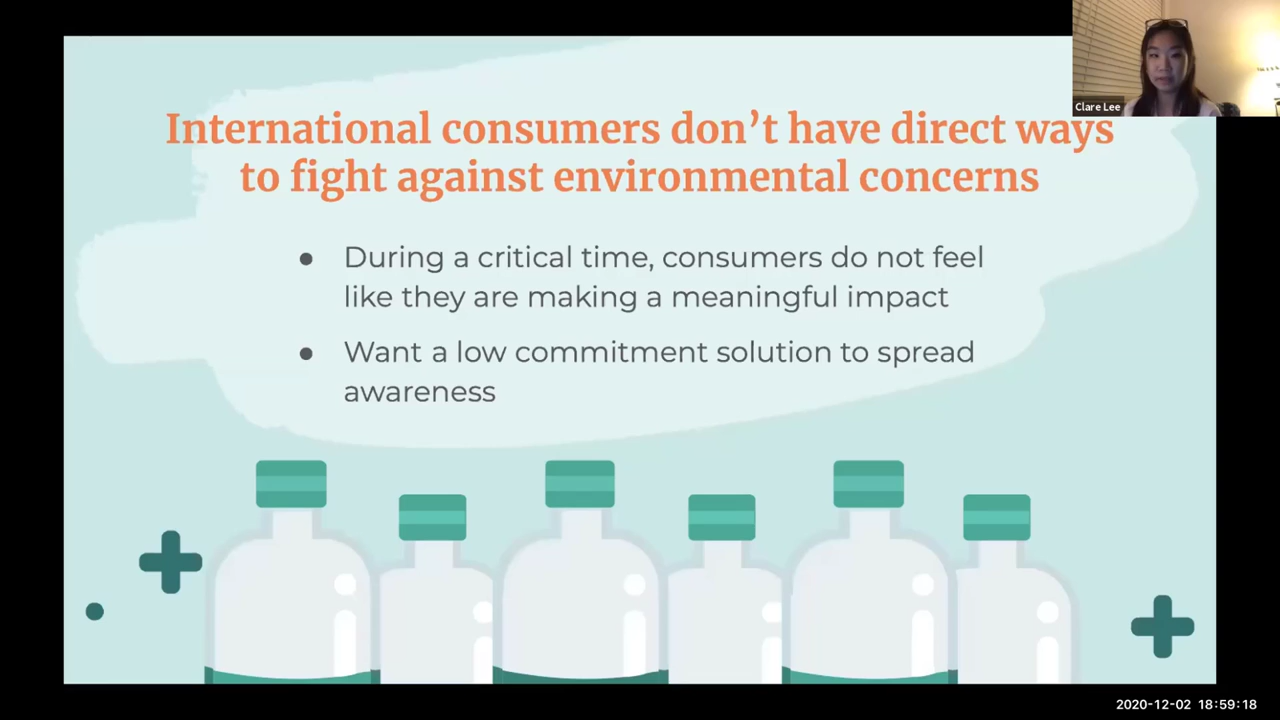 International consumers don’t have direct ways
to fight against environmental concerns
● During a critical time, consumers do not feel
like they are making a meaningful impact
● Want a low commitment solution to spread
awareness
Clare Lee
2020-12-02 18:59:18